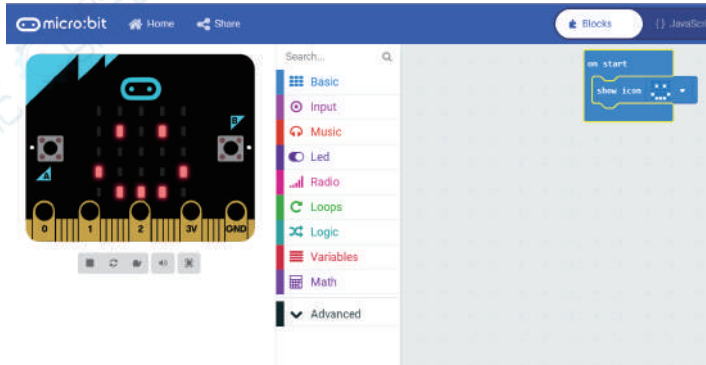 micro:bit Home Share Blocks {} JavaScri
Search...
Basic
Input
Music
Led
Radio
Loops
Logic
Variables
Math
Advanced
B
A
0 1 2 3V GND
on start
show icon